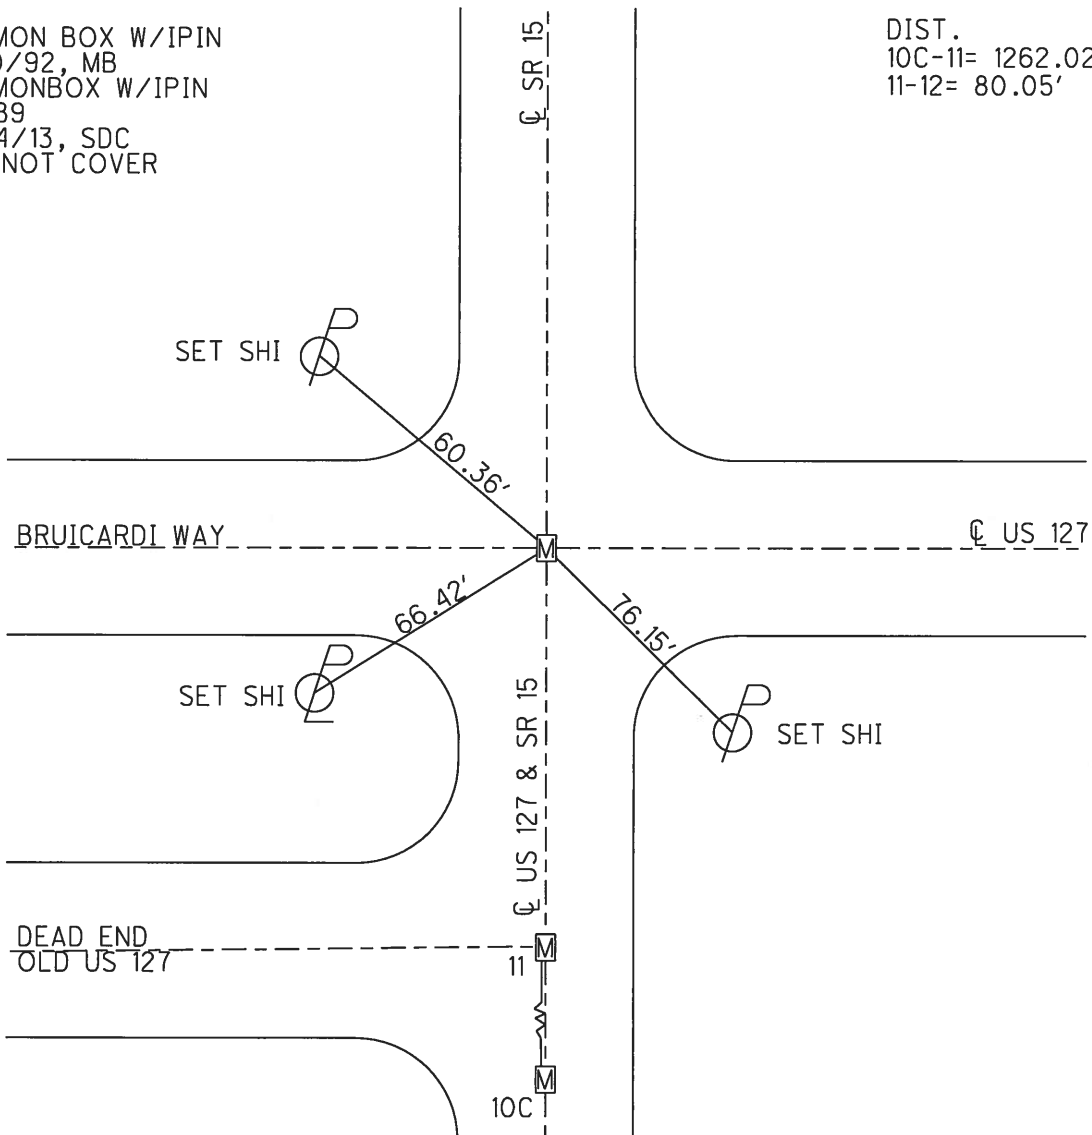 MON BOX W/IPIN
/92, MB
MONBOX W/IPIN
39
4/13, SDC
NOT COVER
DIST.
10C-11= 1262.02
11-12= 80.05'
℄ SR 15
SET SHI
P
60.36'
BRUICARDI WAY
M
℄ US 127
66.42'
76.15'
P
SET SHI
P
SET SHI
℄ US 127 & SR 15
DEAD END
OLD US 127
M
11
M
10C